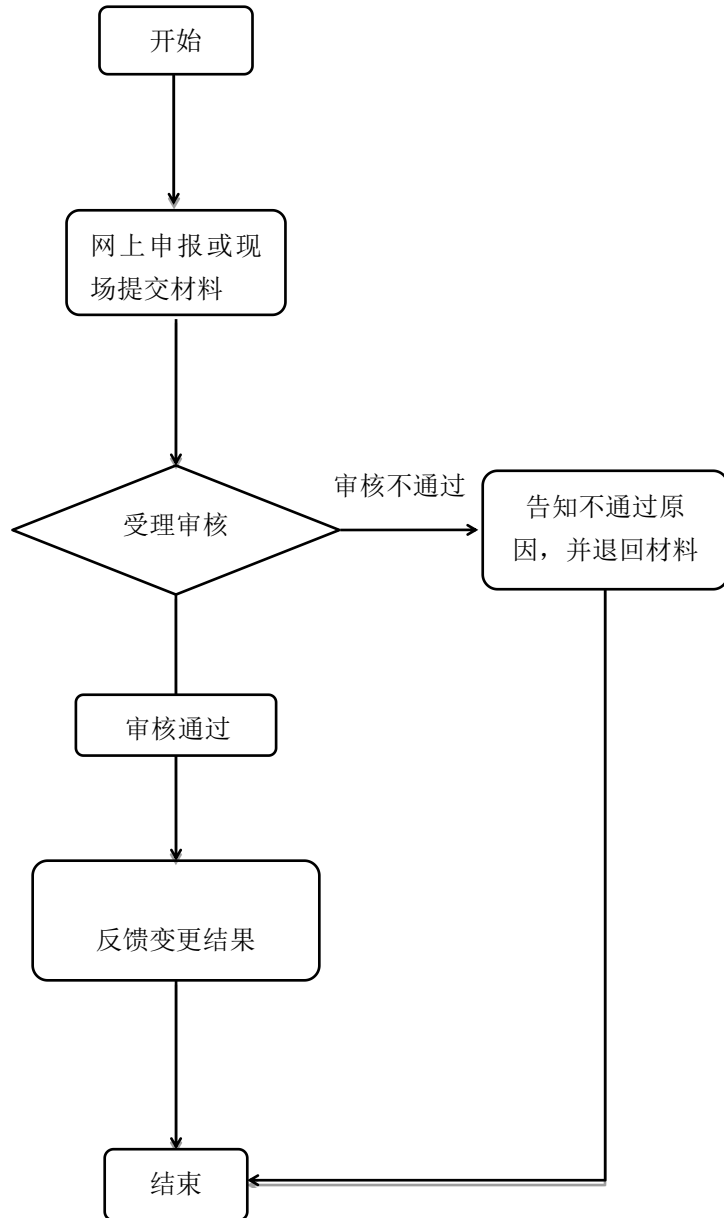 开始
网上申报或现
场提交材料
审核不通过
受理审核
告知不通过原
因，并退回材料
审核通过
反馈变更结果
结束